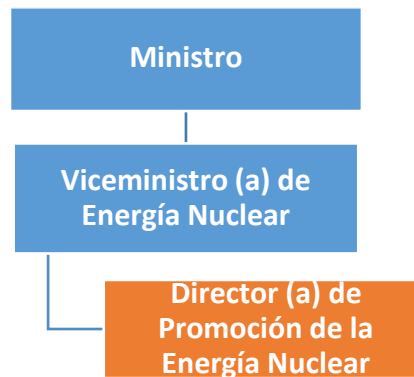 Ministro
Viceministro (a) de
Energía Nuclear
Director (a) de
Promoción de la
Energía Nuclear